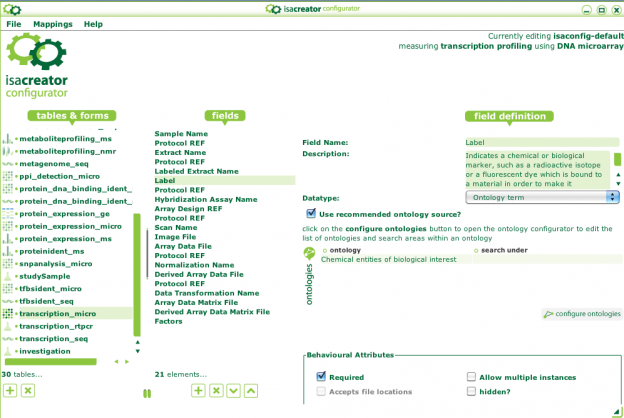 isacreator configurator
File Mappings Help
Currently editing isaconfig-default
measuring transcription profiling using DNA microarray
isacreator
configurator
tables & forms
metaboliteprofiling_ms
metaboliteprofiling_nmr
metagenome_seq
ppi_detection_micro
protein_dna_binding_ident_
protein_dna_binding_ident_
protein_expression_ge
protein_expression_micro
protein_expression_ms
proteinident_ms
snpanalysis_micro
studySample
tfbsident_micro
tfbsident_seq
transcription_micro
transcription_rtpcr
transcription_seq
investigation
30 tables...
fields
Sample Name
Protocol REF
Extract Name
Protocol REF
Labeled Extract Name
Label
Protocol REF
Hybridization Assay Name
Array Design REF
Protocol REF
Scan Name
Image File
Array Data File
Protocol REF
Normalization Name
Derived Array Data File
Protocol REF
Data Transformation Name
Array Data Matrix File
Derived Array Data Matrix File
Factors
21 elements...
field definition
Field Name: Label
Description: Indicates a chemical or biological
marker, such as a radioactive isotope
or a fluorescent dye which is bound to
a material in order to make it
Datatype: Ontology term
Use recommended ontology source?
click on the configure ontologies button to open the ontology configurator to edit the
list of ontologies and search areas within an ontology
ontologies
ontology search under
Chemical entities of biological interest
configure ontologies
Behavioural Attributes
Required Allow multiple instances
Accepts file locations hidden?